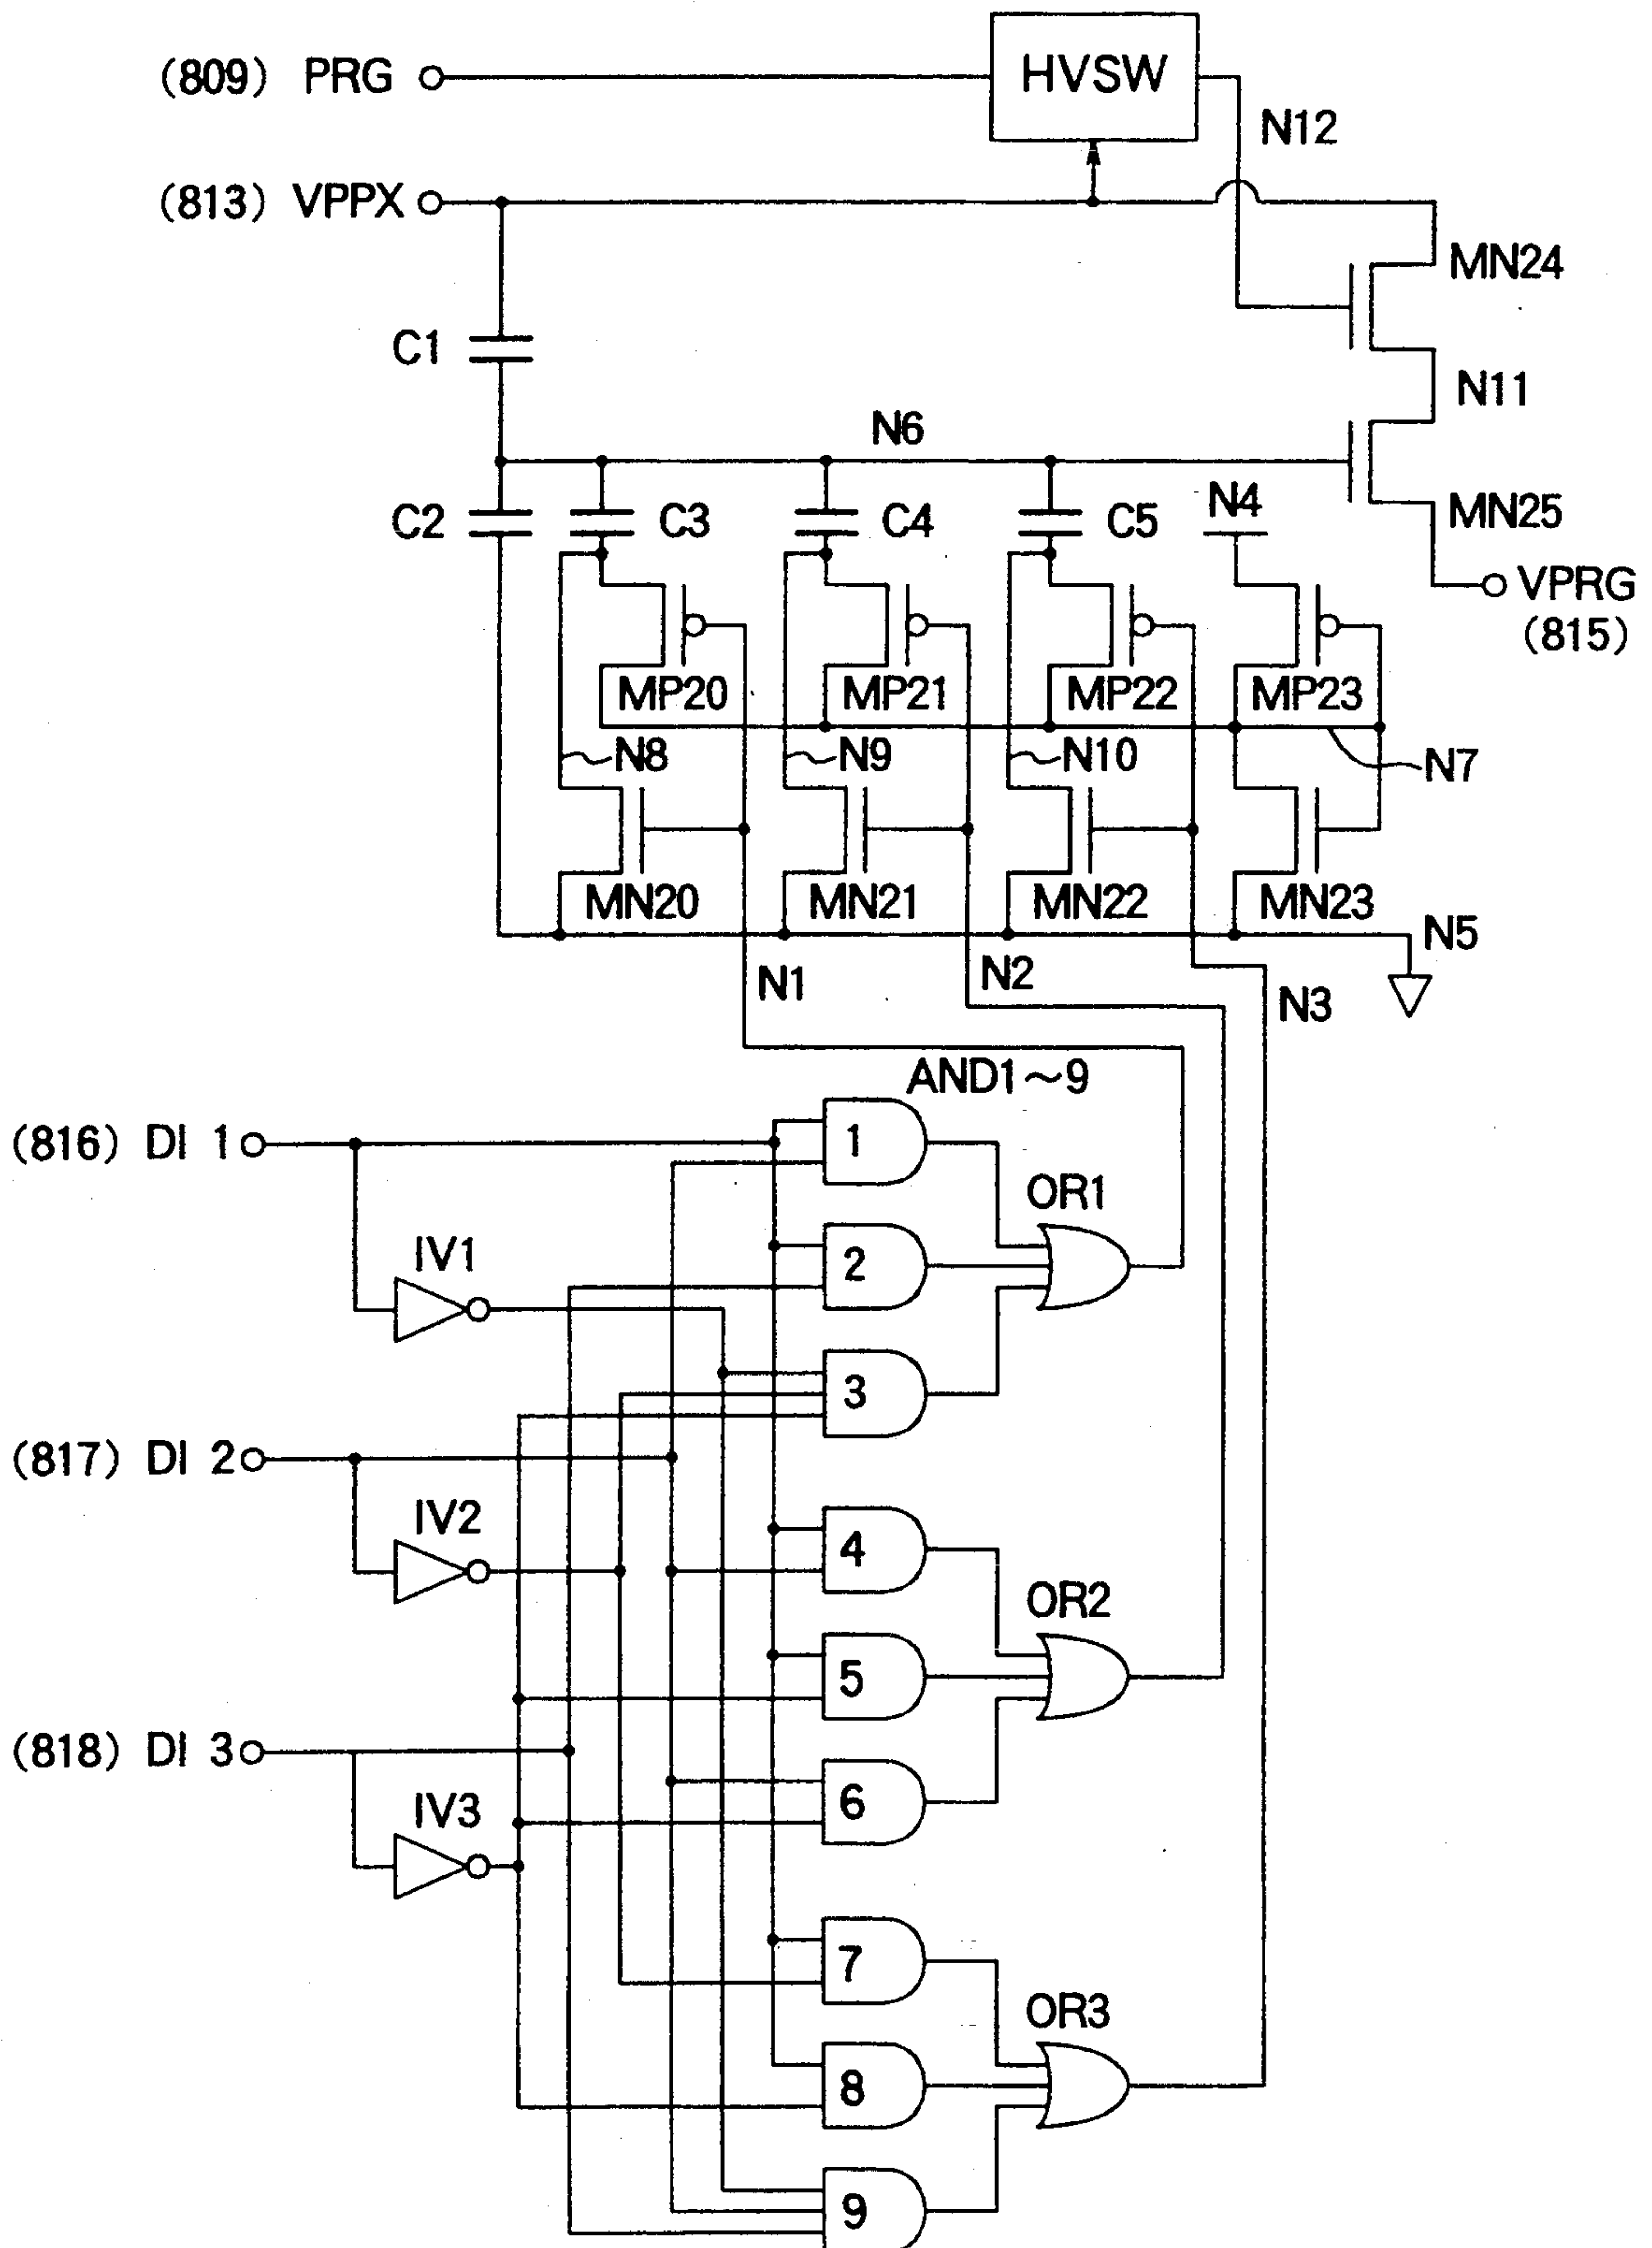 (809) PRG
HVSW
N12
(813) VPPX
MN24
C1
N11
N6
C2
C3
C4
C5
N4
MN25
VPRG
(815)
MP20
MP21
MP22
MP23
N8
N9
N10
N7
MN20
MN21
MN22
MN23
N5
N1
N2
N3
AND1~9
(816) DI 1
1
OR1
IV1
2
3
(817) DI 2
IV2
4
OR2
5
(818) DI 3
6
IV3
7
OR3
8
9